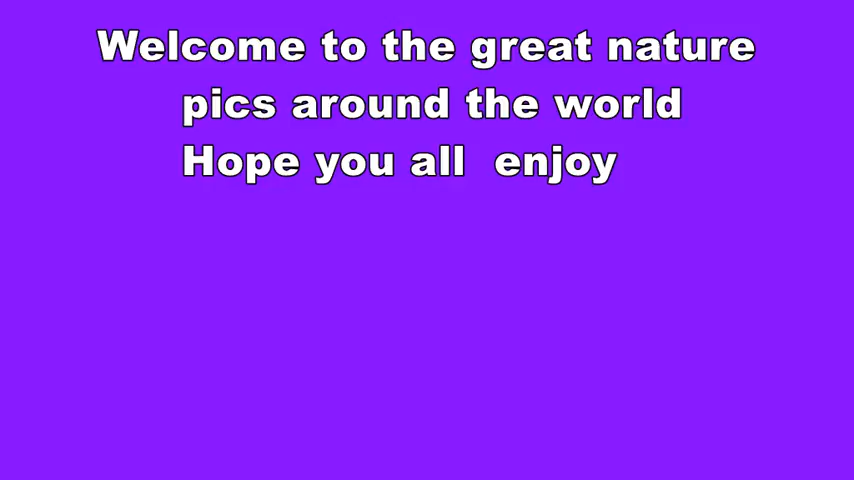 Welcome to the great nature
pics around the world
Hope you all  enjoy